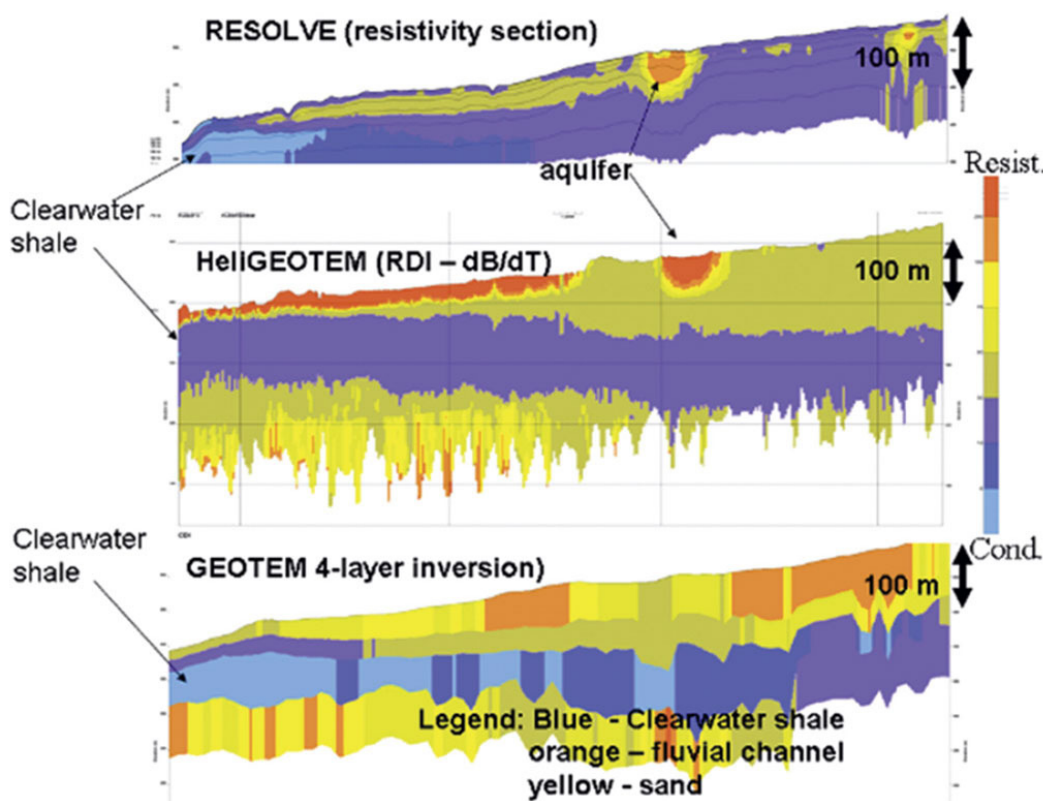 RESOLVE (resistivity section)
100 m
aquifer
Resist.
Clearwater
shale
HeliGEOTEM (RDI – dB/dT)
100 m
Clearwater
shale
Cond.
GEOTEM 4-layer inversion)
100 m
Legend: Blue - Clearwater shale
orange – fluvial channel
yellow - sand